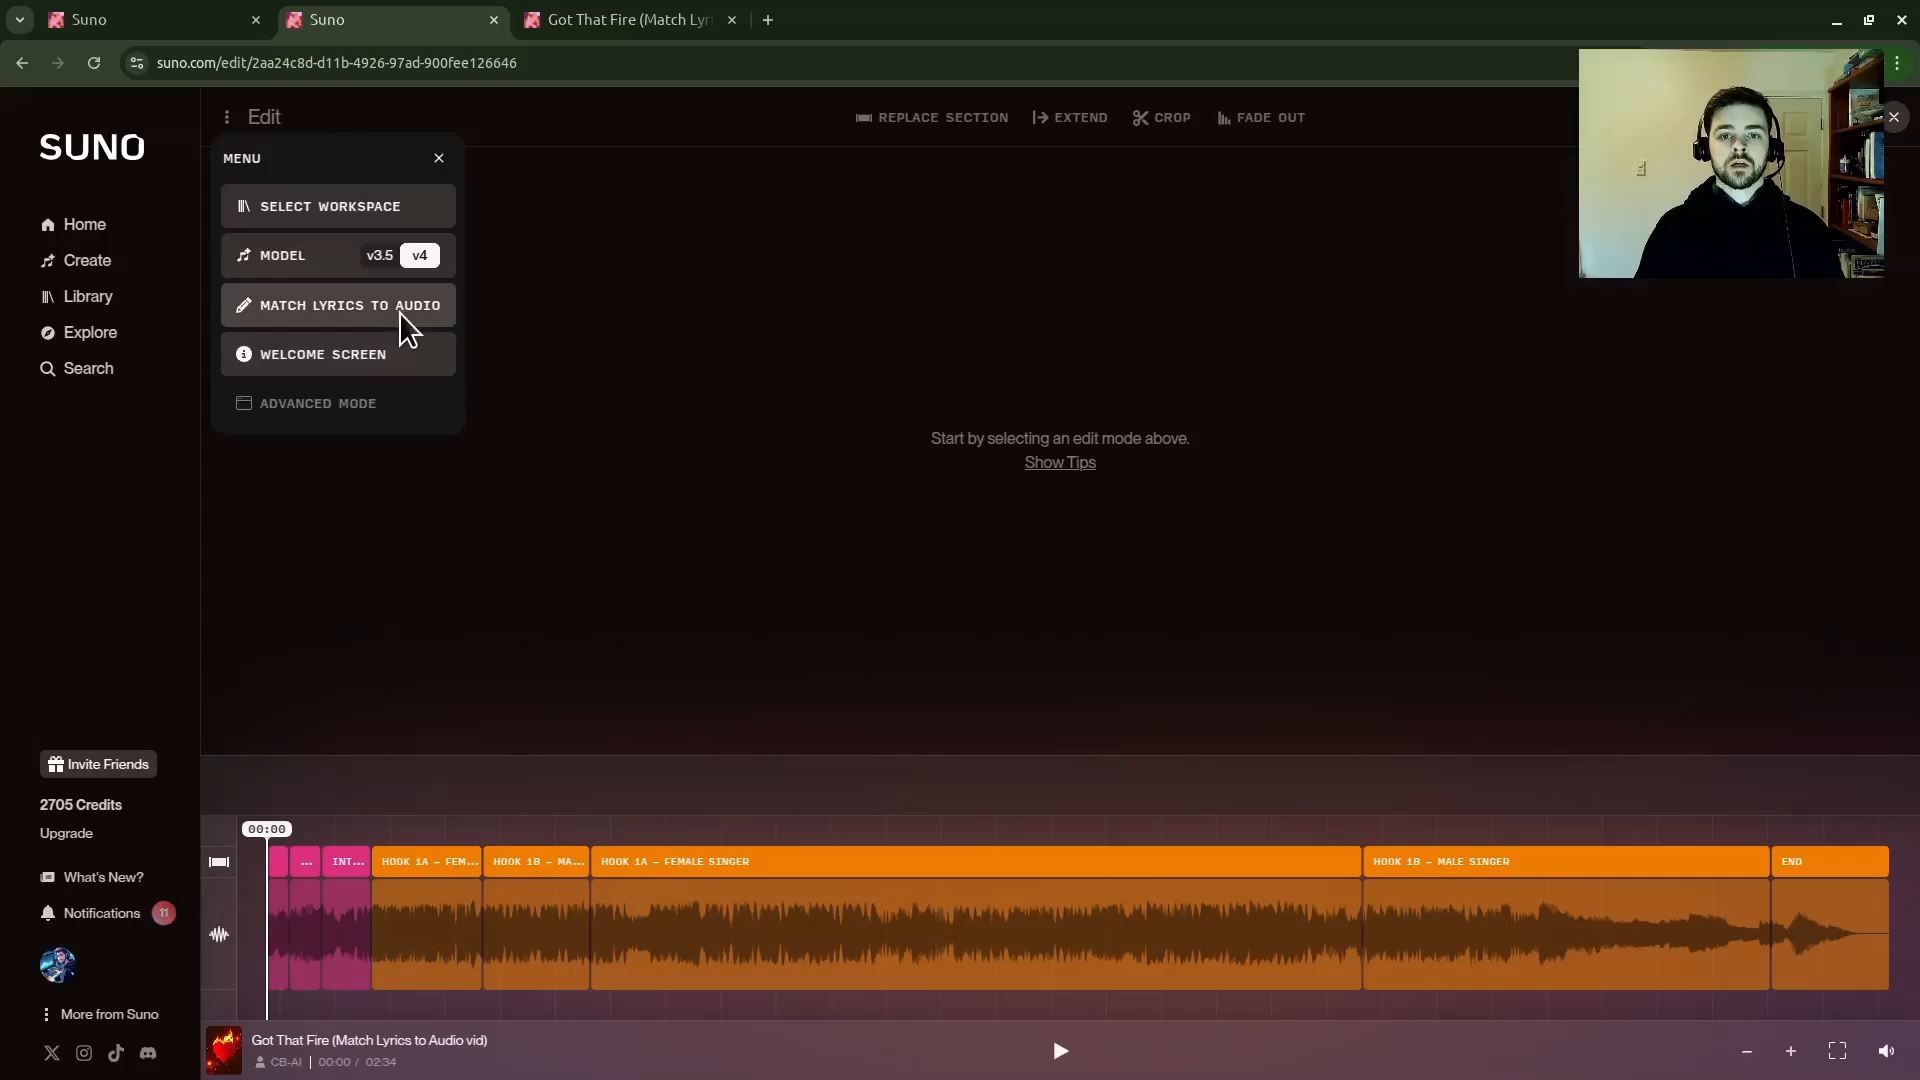 Suno
Suno
Got That Fire (Match Lyr
suno.com/edit/2aa24c8d-d11b-4926-97ad-900fee126646
SUNO
Home
Create
Library
Explore
Search
Invite Friends
2705 Credits
Upgrade
What's New?
Notifications 11
More from Suno
Edit
REPLACE SECTION EXTEND CROP FADE OUT
MENU
SELECT WORKSPACE
MODEL v3.5 v4
MATCH LYRICS TO AUDIO
WELCOME SCREEN
ADVANCED MODE
Start by selecting an edit mode above.
Show Tips
00:00
... INT... HOOK 1A – FEM... HOOK 1B – MA... HOOK 1A – FEMALE SINGER HOOK 1B – MALE SINGER END
Got That Fire (Match Lyrics to Audio vid)
CB-AI | 00:00 / 02:34